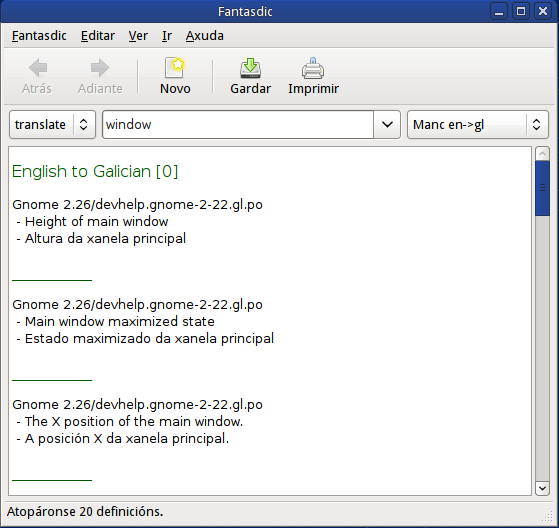 Fantasdic
Fantasdic Editar Ver Ir Axuda
Atrás Adiante Novo Gardar Imprimir
translate window Manc en->gl
English to Galician [0]
Gnome 2.26/devhelp.gnome-2-22.gl.po
- Height of main window
- Altura da xanela principal
Gnome 2.26/devhelp.gnome-2-22.gl.po
- Main window maximized state
- Estado maximizado da xanela principal
Gnome 2.26/devhelp.gnome-2-22.gl.po
- The X position of the main window.
- A posición X da xanela principal.
Atopáronse 20 definicións.